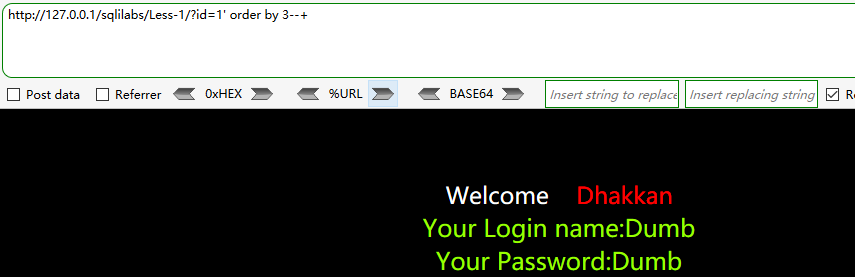 http://127.0.0.1/sqlilabs/Less-1/?id=1' order by 3--+
Post data Referrer 0xHEX %URL BASE64 Insert string to replace Insert replacing string
Welcome Dhakkan
Your Login name:Dumb
Your Password:Dumb